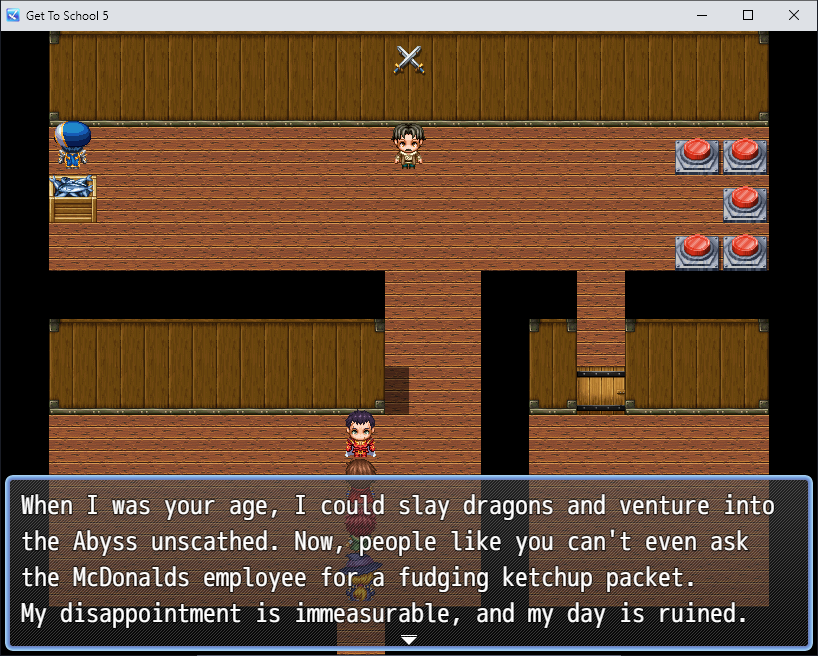 Get To School 5
When I was your age, I could slay dragons and venture into
the Abyss unscathed. Now, people like you can't even ask
the McDonalds employee for a fudging ketchup packet.
My disappointment is immeasurable, and my day is ruined.